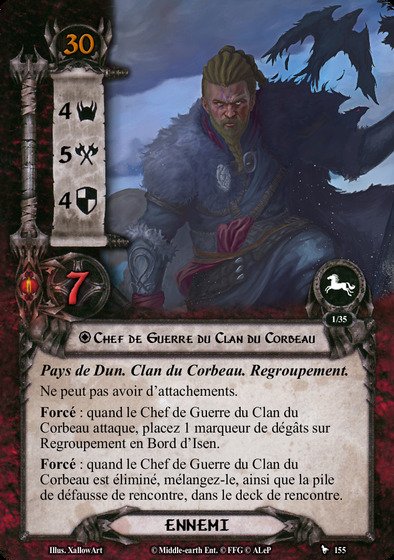 30
4
5
4
7
1/35
Chef de Guerre du Clan du Corbeau
Pays de Dun. Clan du Corbeau. Regroupement.
Ne peut pas avoir d'attachements.
Forcé : quand le Chef de Guerre du Clan du
Corbeau attaque, placez 1 marqueur de dégâts sur
Regroupement en Bord d'Isen.
Forcé : quand le Chef de Guerre du Clan du
Corbeau est éliminé, mélangez-le, ainsi que la pile
de défausse de rencontre, dans le deck de rencontre.
ENNEMI
Illus. XallowArt © Middle-earth Ent. © FFG © ALeP 155